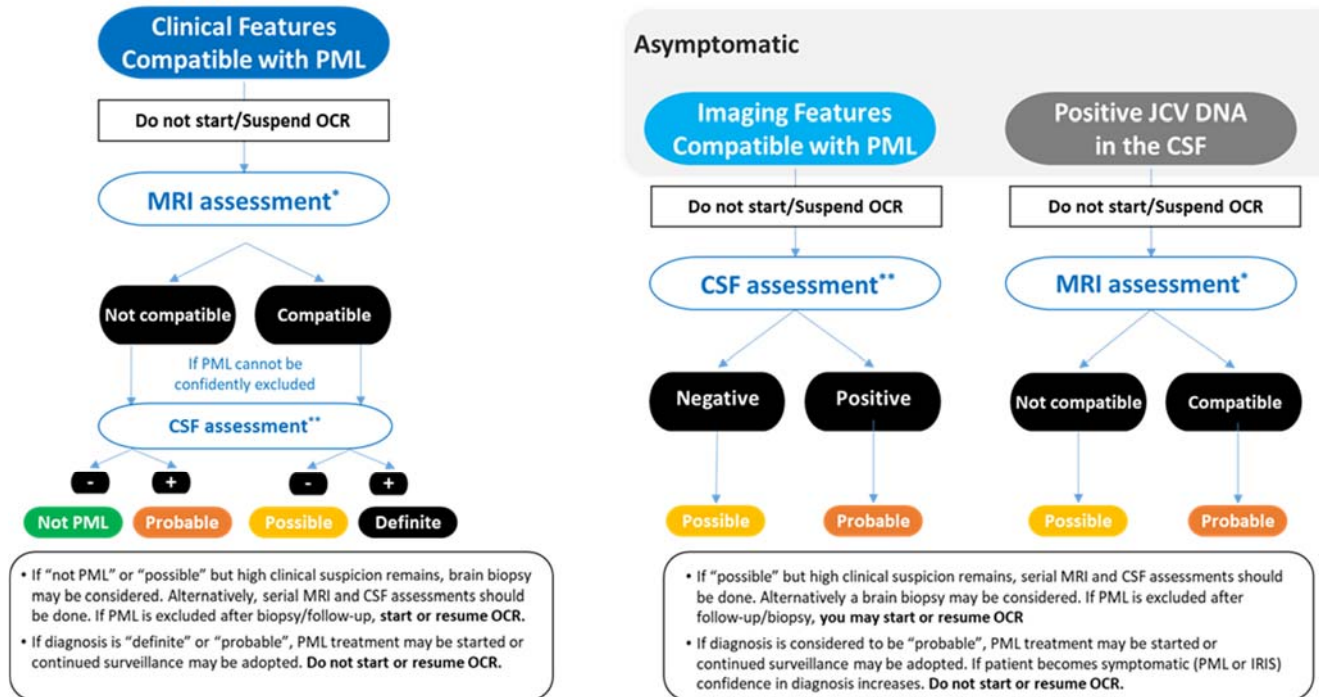 Clinical Features
Compatible with PML
Do not start/Suspend OCR
MRI assessment*
Not compatible
Compatible
If PML cannot be
confidently excluded
CSF assessment**
-
+
-
+
Not PML
Probable
Possible
Definite
• If “not PML” or “possible” but high clinical suspicion remains, brain biopsy
may be considered. Alternatively, serial MRI and CSF assessments should
be done. If PML is excluded after biopsy/follow-up, start or resume OCR.
• If diagnosis is “definite” or “probable”, PML treatment may be started or
continued surveillance may be adopted. Do not start or resume OCR.
Asymptomatic
Imaging Features
Compatible with PML
Do not start/Suspend OCR
CSF assessment**
Negative
Positive
Possible
Probable
Positive JCV DNA
in the CSF
Do not start/Suspend OCR
MRI assessment*
Not compatible
Compatible
Possible
Probable
• If “possible” but high clinical suspicion remains, serial MRI and CSF assessments should
be done. Alternatively a brain biopsy may be considered. If PML is excluded after
follow-up/biopsy, you may start or resume OCR
• If diagnosis is considered to be “probable”, PML treatment may be started or
continued surveillance may be adopted. If patient becomes symptomatic (PML or IRIS)
confidence in diagnosis increases. Do not start or resume OCR.